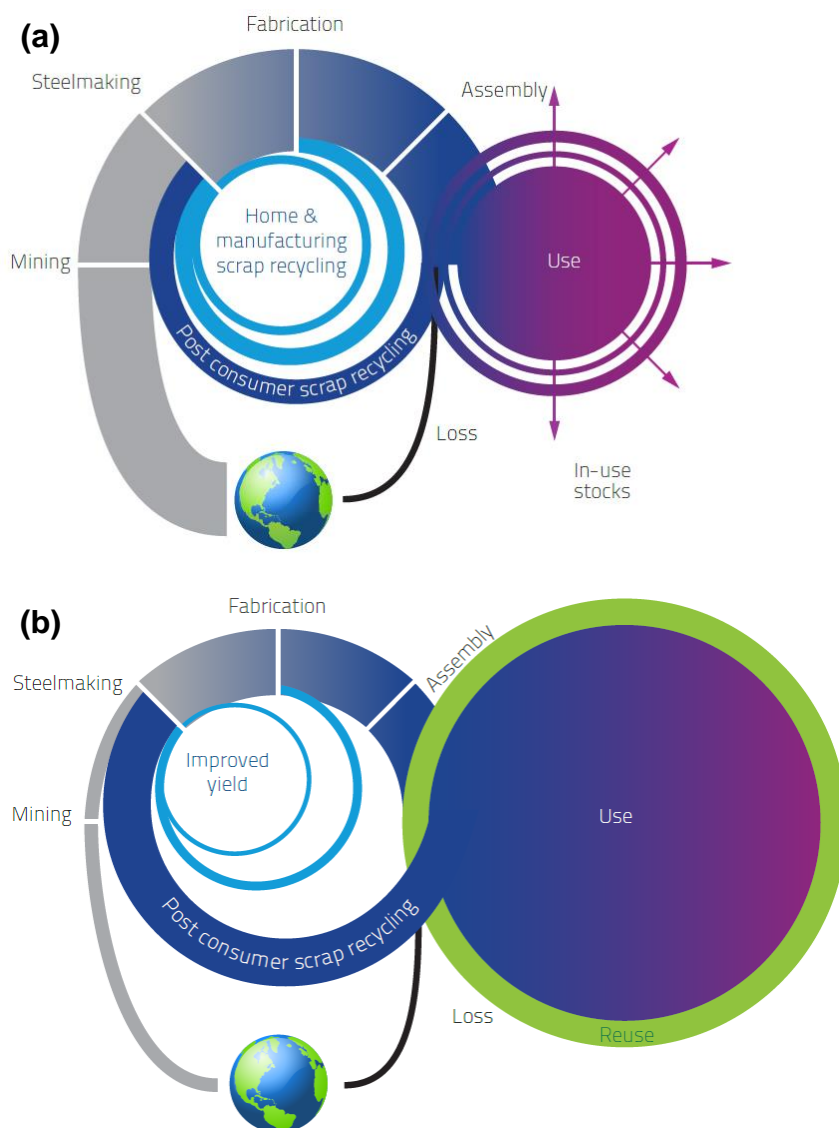 (a)
Fabrication
Steelmaking
Assembly
Home &
manufacturing
scrap recycling
Mining
Use
Post consumer scrap recycling
Loss
In-use
stocks
(b)
Fabrication
Assembly
Steelmaking
Improved
yield
Mining
Use
Post consumer scrap recycling
Loss
Reuse